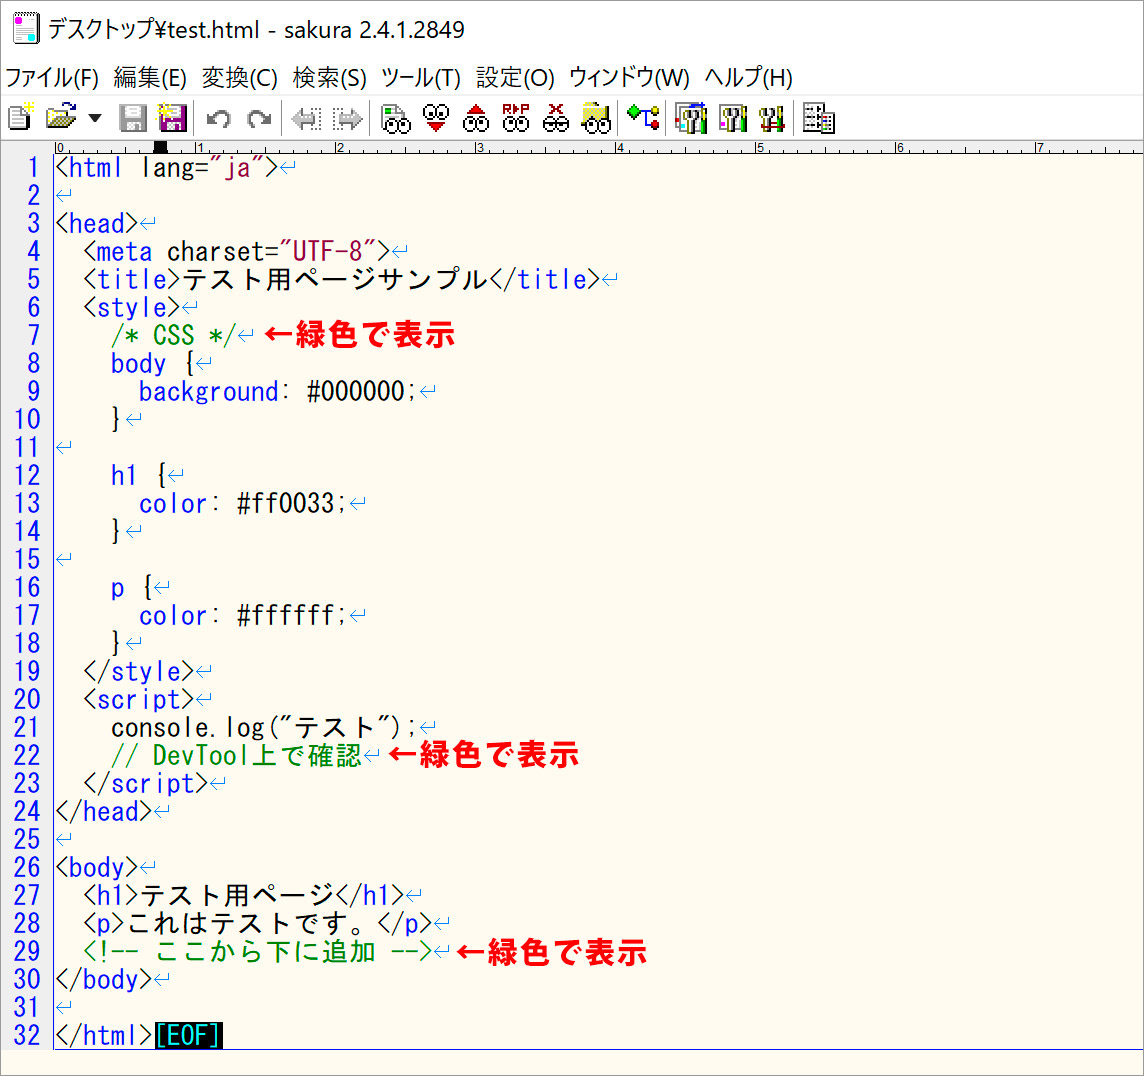 デスクトップ¥test.html - sakura 2.4.1.2849
ファイル(F) 編集(E) 変換(C) 検索(S) ツール(T) 設定(O) ウィンドウ(W) ヘルプ(H)
0 1 2 3 4 5 6 7
1 <html lang="ja">↵
2 ↵
3 <head>↵
4   <meta charset="UTF-8">↵
5   <title>テスト用ページサンプル</title>↵
6   <style>↵
7     /* CSS */↵ ←緑色で表示
8     body {↵
9       background: #000000;↵
10     }↵
11 ↵
12     h1 {↵
13       color: #ff0033;↵
14     }↵
15 ↵
16     p {↵
17       color: #ffffff;↵
18     }↵
19   </style>↵
20   <script>↵
21     console.log("テスト");↵
22     // DevTool上で確認↵ ←緑色で表示
23   </script>↵
24 </head>↵
25 ↵
26 <body>↵
27   <h1>テスト用ページ</h1>↵
28   <p>これはテストです。</p>↵
29   <!-- ここから下に追加 -->↵ ←緑色で表示
30 </body>↵
31 ↵
32 </html>[EOF]